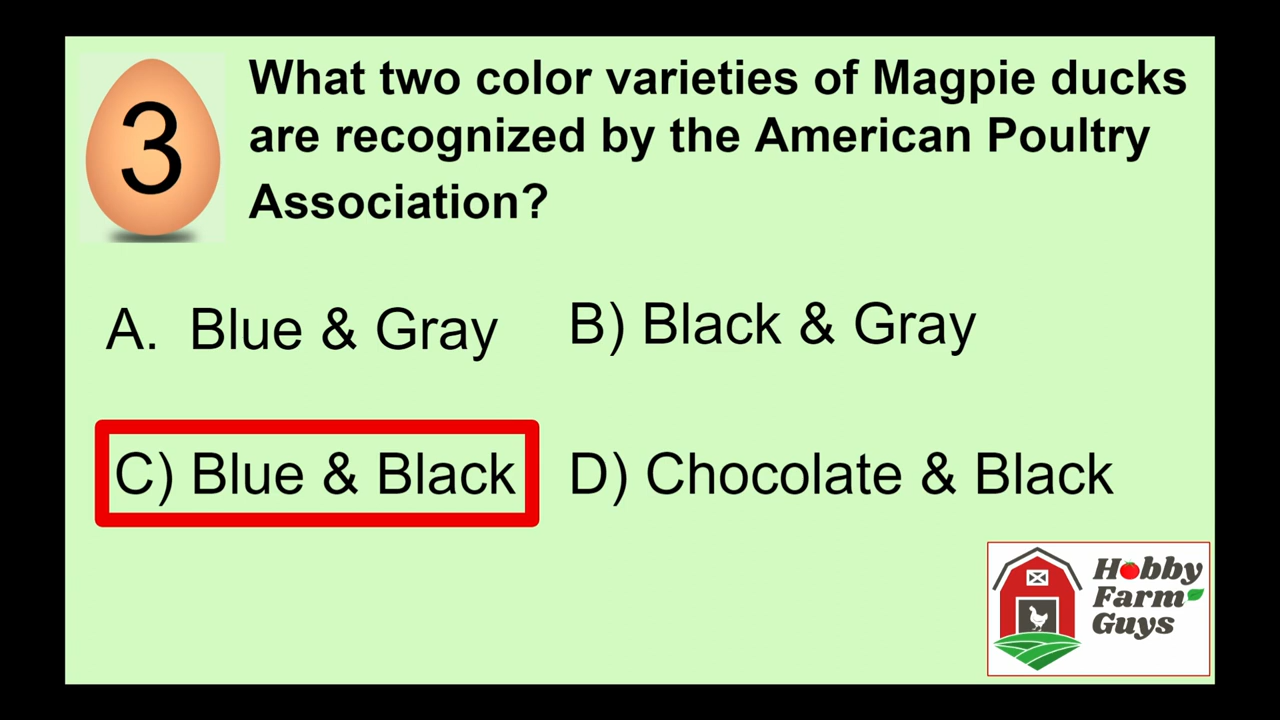 3
What two color varieties of Magpie ducks
are recognized by the American Poultry
Association?
A. Blue & Gray
B) Black & Gray
C) Blue & Black
D) Chocolate & Black
Hobby
Farm
Guys